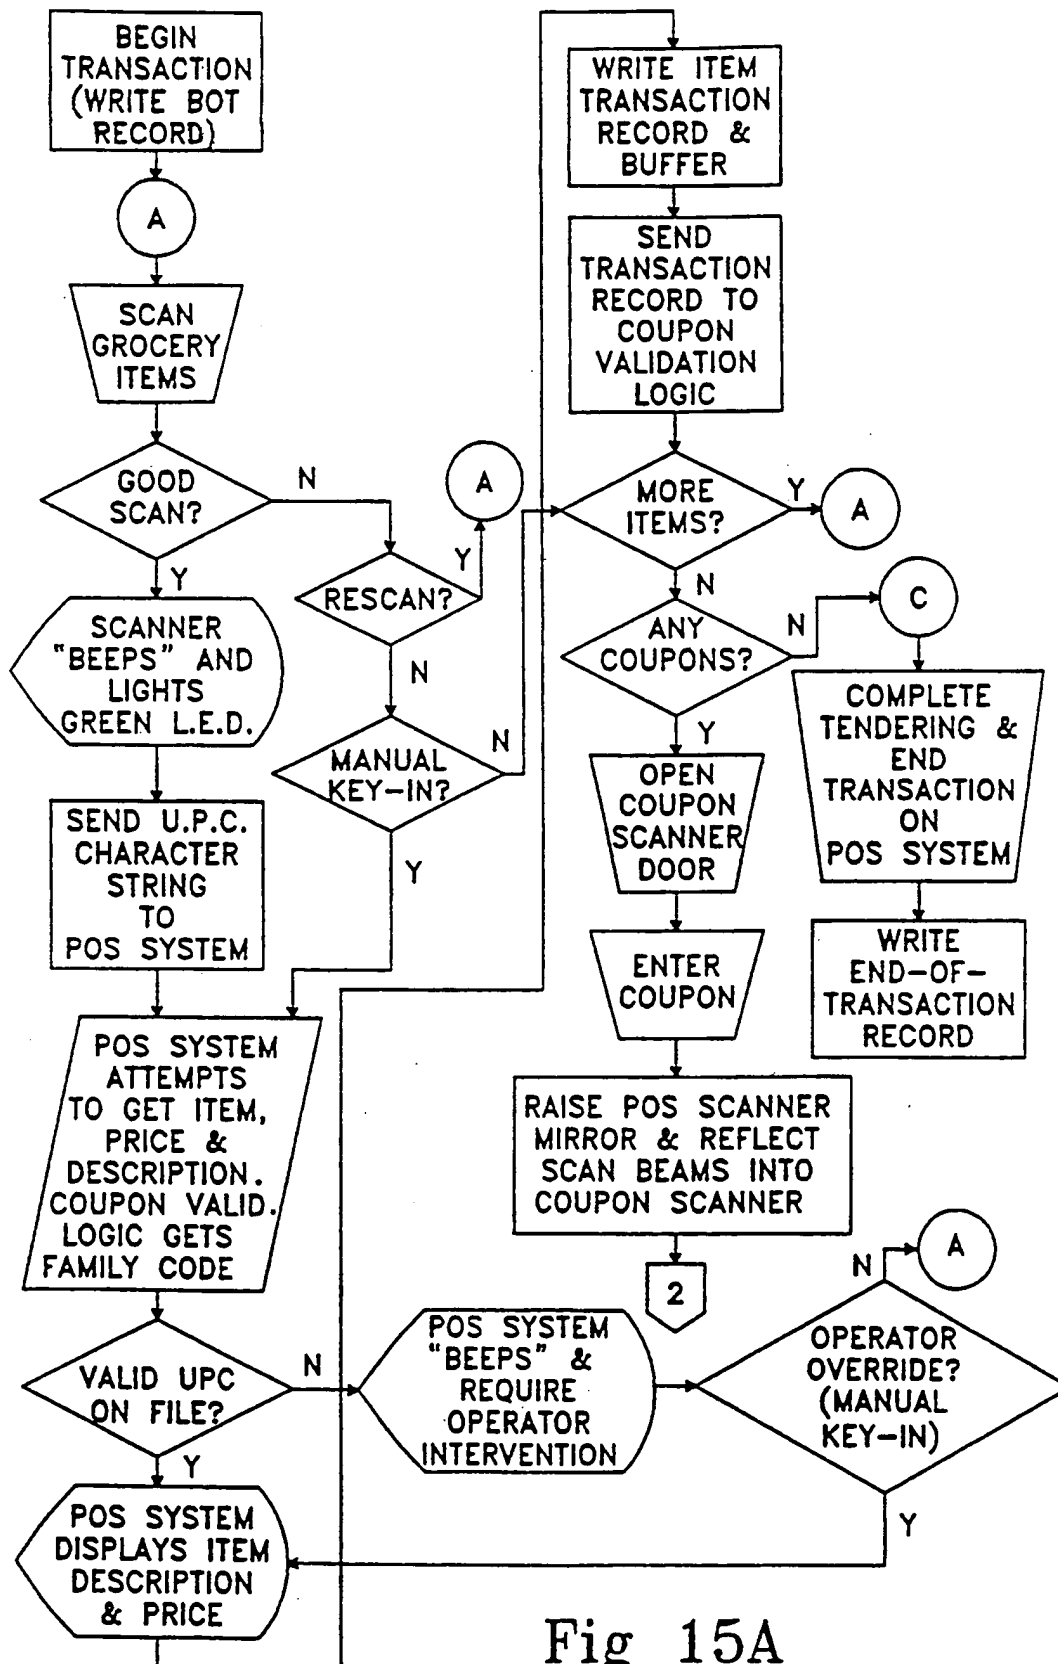 BEGIN
TRANSACTION
(WRITE BOT
RECORD)
A
SCAN
GROCERY
ITEMS
GOOD
SCAN?
N
Y
RESCAN?
Y
A
N
SCANNER
"BEEPS" AND
LIGHTS
GREEN L.E.D.
MANUAL
KEY-IN?
N
Y
SEND U.P.C.
CHARACTER
STRING
TO
POS SYSTEM
POS SYSTEM
ATTEMPTS
TO GET ITEM,
PRICE &
DESCRIPTION.
COUPON VALID.
LOGIC GETS
FAMILY CODE
VALID UPC
ON FILE?
N
Y
POS SYSTEM
DISPLAYS ITEM
DESCRIPTION
& PRICE
POS SYSTEM
"BEEPS" &
REQUIRE
OPERATOR
INTERVENTION
OPERATOR
OVERRIDE?
(MANUAL
KEY-IN)
N
A
Y
WRITE ITEM
TRANSACTION
RECORD &
BUFFER
SEND
TRANSACTION
RECORD TO
COUPON
VALIDATION
LOGIC
MORE
ITEMS?
Y
A
N
ANY
COUPONS?
N
C
Y
COMPLETE
TENDERING &
END
TRANSACTION
ON
POS SYSTEM
WRITE
END-OF-
TRANSACTION
RECORD
OPEN
COUPON
SCANNER
DOOR
ENTER
COUPON
RAISE POS SCANNER
MIRROR & REFLECT
SCAN BEAMS INTO
COUPON SCANNER
2
Fig 15A